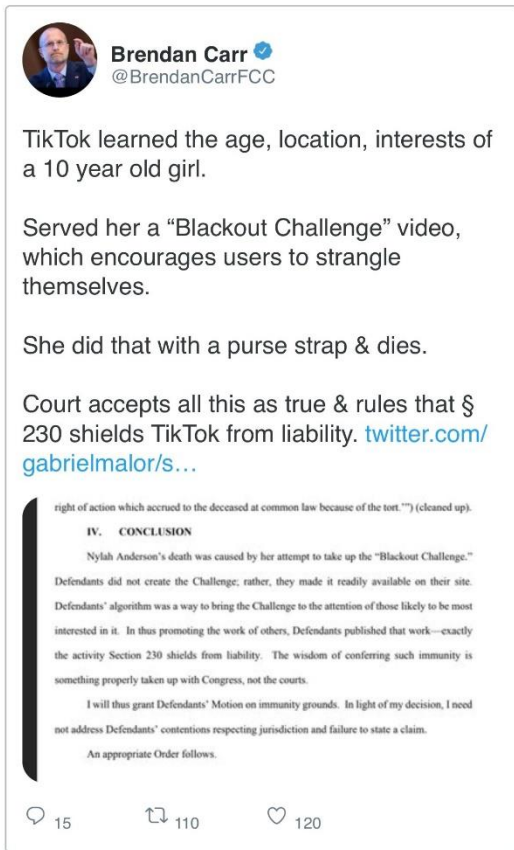 Brendan Carr
@BrendanCarrFCC
TikTok learned the age, location, interests of
a 10 year old girl.
Served her a “Blackout Challenge” video,
which encourages users to strangle
themselves.
She did that with a purse strap & dies.
Court accepts all this as true & rules that §
230 shields TikTok from liability. twitter.com/
gabrielmalor/s…
right of action which accrued to the deceased at common law because of the tort.’”) (cleaned up).
IV. CONCLUSION
Nylah Anderson’s death was caused by her attempt to take up the “Blackout Challenge.”
Defendants did not create the Challenge; rather, they made it readily available on their site.
Defendants’ algorithm was a way to bring the Challenge to the attention of those likely to be most
interested in it. In thus promoting the work of others, Defendants published that work—exactly
the activity Section 230 shields from liability. The wisdom of conferring such immunity is
something properly taken up with Congress, not the courts.
I will thus grant Defendants’ Motion on immunity grounds. In light of my decision, I need
not address Defendants’ contentions respecting jurisdiction and failure to state a claim.
An appropriate Order follows.
15 110 120